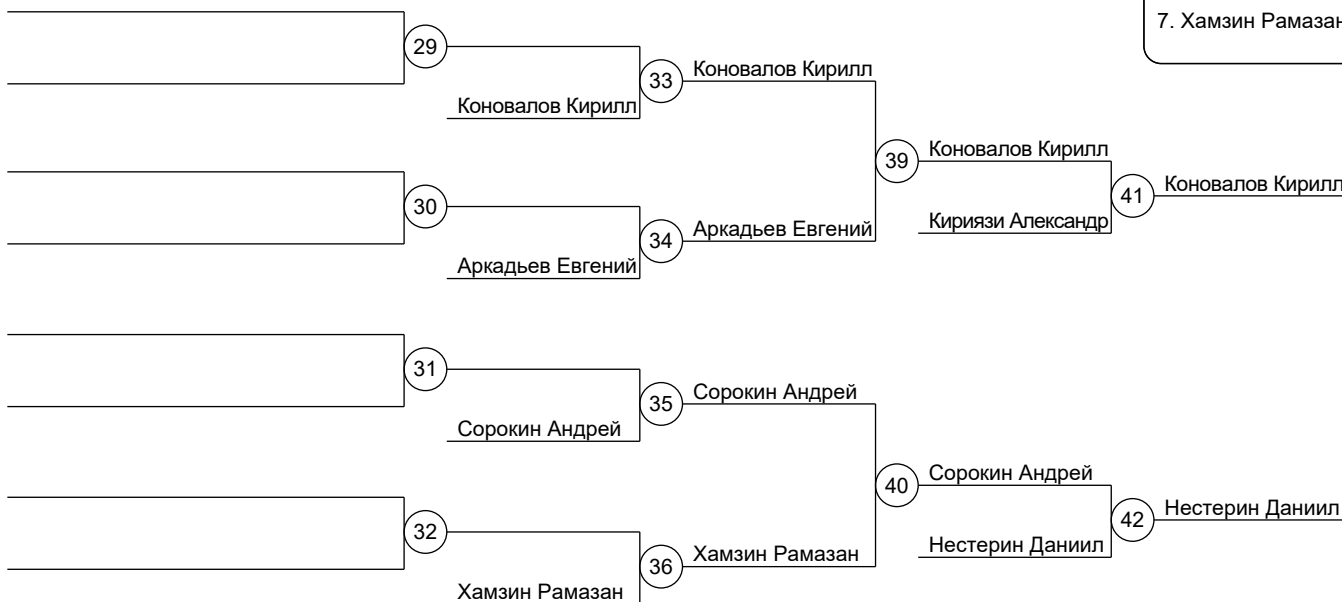 7. Хамзин Рамазан
29
33
Коновалов Кирилл
Коновалов Кирилл
39
Коновалов Кирилл
41
Коновалов Кирилл
30
34
Аркадьев Евгений
Кириязи Александр
Аркадьев Евгений
31
35
Сорокин Андрей
Сорокин Андрей
40
Сорокин Андрей
42
Нестерин Даниил
32
36
Хамзин Рамазан
Нестерин Даниил
Хамзин Рамазан